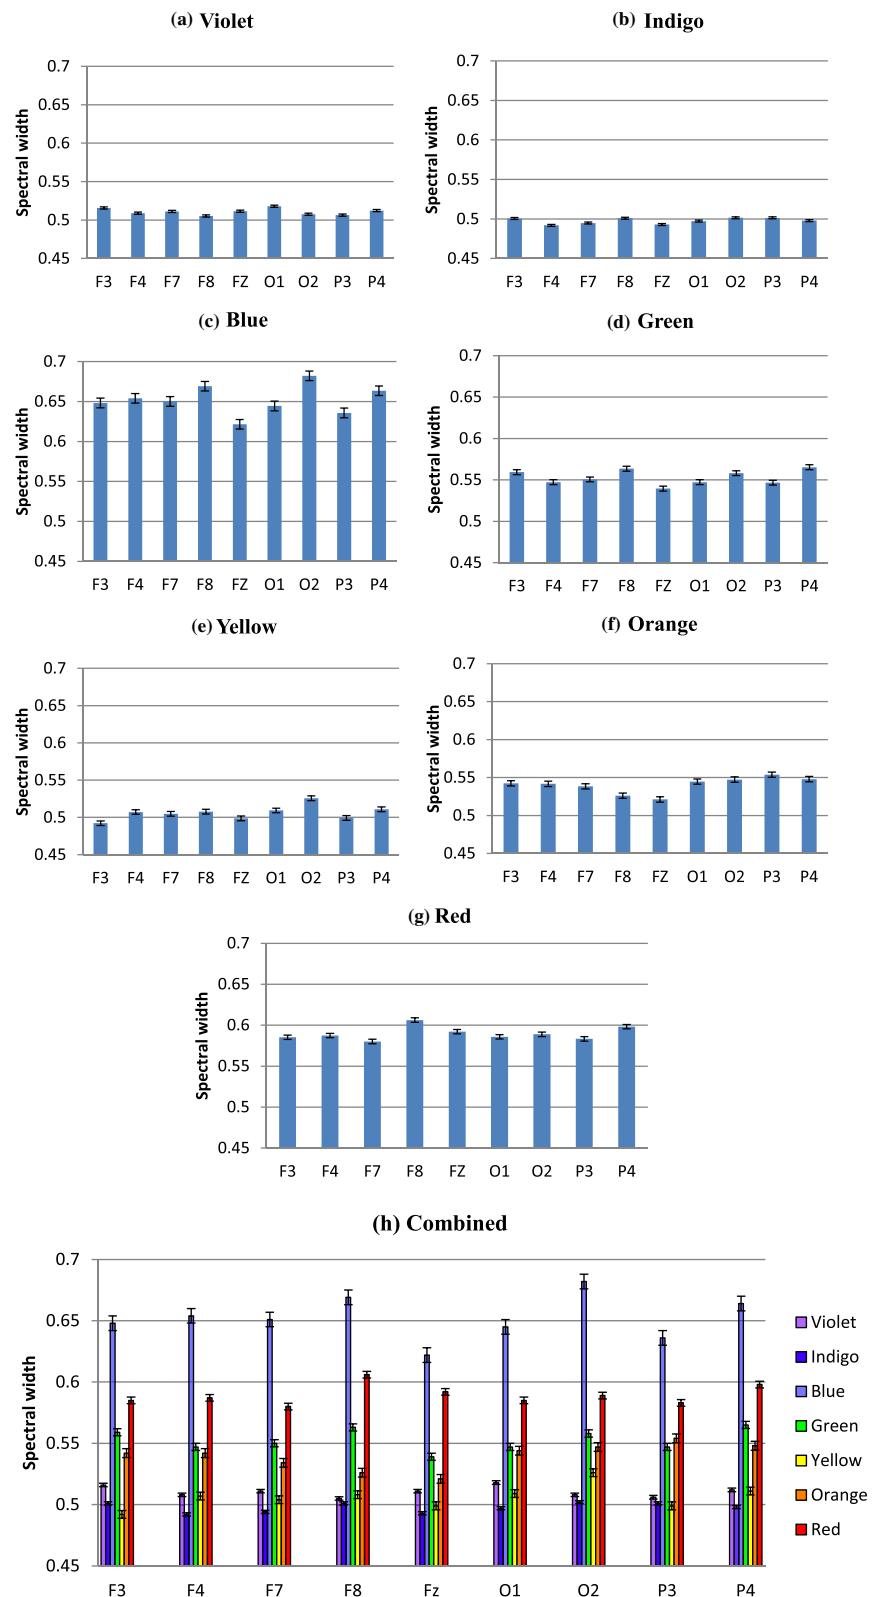 (a) Violet
(b) Indigo
0.7
0.65
0.6
0.55
0.5
0.45
Spectral width
F3 F4 F7 F8 FZ O1 O2 P3 P4
0.7
0.65
0.6
0.55
0.5
0.45
Spectral width
F3 F4 F7 F8 FZ O1 O2 P3 P4
(c) Blue
(d) Green
0.7
0.65
0.6
0.55
0.5
0.45
Spectral width
F3 F4 F7 F8 FZ O1 O2 P3 P4
0.7
0.65
0.6
0.55
0.5
0.45
Spectral width
F3 F4 F7 F8 FZ O1 O2 P3 P4
(e) Yellow
(f) Orange
0.7
0.65
0.6
0.55
0.5
0.45
Spectral width
F3 F4 F7 F8 FZ O1 O2 P3 P4
0.7
0.65
0.6
0.55
0.5
0.45
Spectral width
F3 F4 F7 F8 FZ O1 O2 P3 P4
(g) Red
0.7
0.65
0.6
0.55
0.5
0.45
Spectral width
F3 F4 F7 F8 FZ O1 O2 P3 P4
(h) Combined
0.7
0.65
0.6
0.55
0.5
0.45
Spectral width
F3 F4 F7 F8 Fz O1 O2 P3 P4
Violet
Indigo
Blue
Green
Yellow
Orange
Red